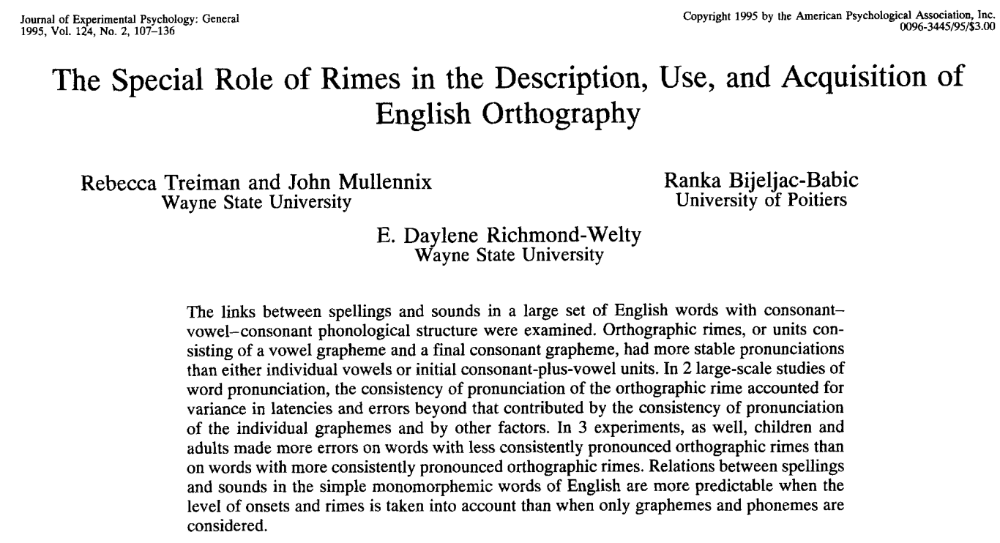 Journal of Experimental Psychology: General
1995, Vol. 124, No. 2, 107–136
Copyright 1995 by the American Psychological Association, Inc.
0096-3445/95/$3.00
The Special Role of Rimes in the Description, Use, and Acquisition of
English Orthography
Rebecca Treiman and John Mullennix
Wayne State University
Ranka Bijeljac-Babic
University of Poitiers
E. Daylene Richmond-Welty
Wayne State University
The links between spellings and sounds in a large set of English words with consonant–
vowel–consonant phonological structure were examined. Orthographic rimes, or units con-
sisting of a vowel grapheme and a final consonant grapheme, had more stable pronunciations
than either individual vowels or initial consonant-plus-vowel units. In 2 large-scale studies of
word pronunciation, the consistency of pronunciation of the orthographic rime accounted for
variance in latencies and errors beyond that contributed by the consistency of pronunciation
of the individual graphemes and by other factors. In 3 experiments, as well, children and
adults made more errors on words with less consistently pronounced orthographic rimes than
on words with more consistently pronounced orthographic rimes. Relations between spellings
and sounds in the simple monomorphemic words of English are more predictable when the
level of onsets and rimes is taken into account than when only graphemes and phonemes are
considered.